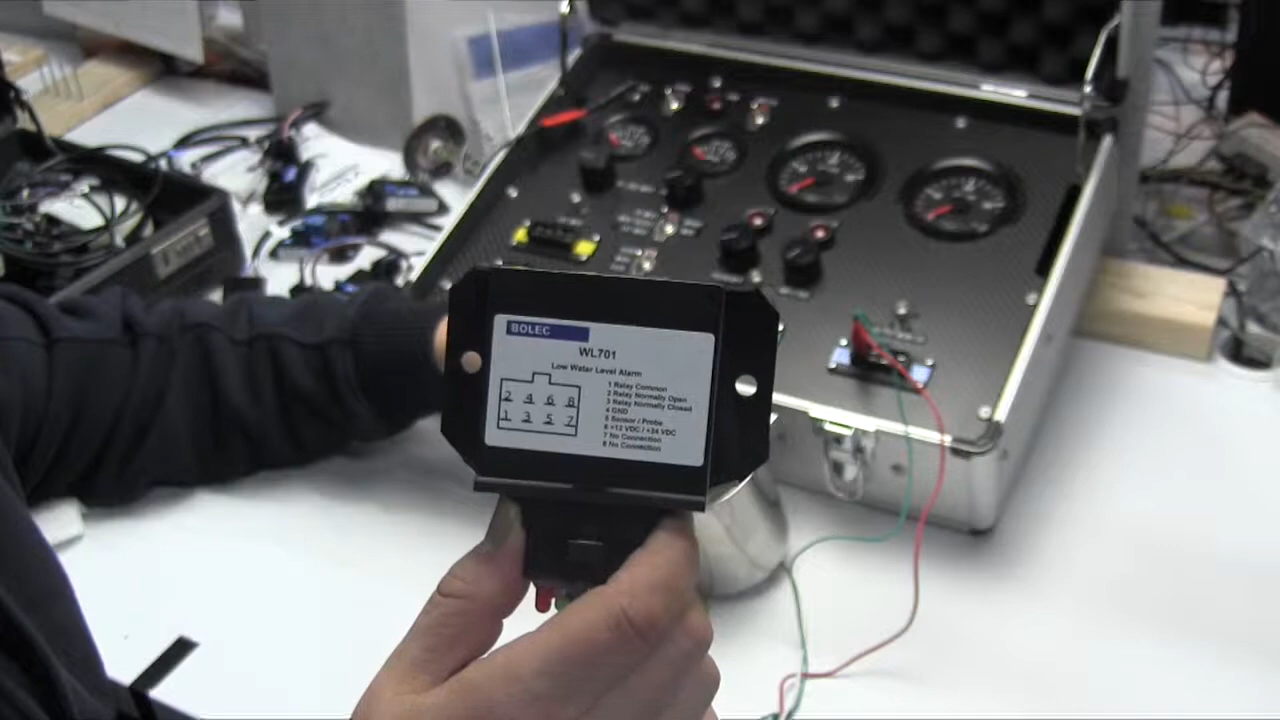 BOLEC
WL701
Low Water Level Alarm
2 4 6 8
1 3 5 7
1 Relay Common
2 Relay Normally Open
3 Relay Normally Closed
4 GND
5 Sensor / Probe
6 +12 VDC / +24 VDC
7 No Connection
8 No Connection